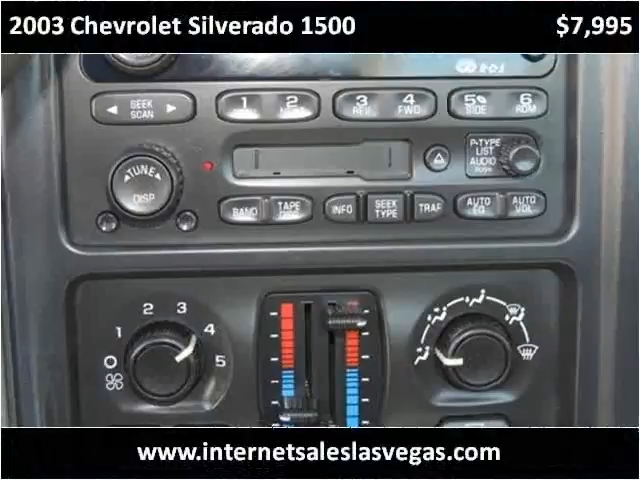 2003 Chevrolet Silverado 1500 $7,995
SEEK
SCAN
1 2 3 4 5 6
REV FWD SIDE RDM
TUNE
DISP
P-TYPE
LIST
AUDIO
BAND TAPE INFO SEEK TYPE TRAF AUTO EQ AUTO VOL
1 2 3 4 5
www.internetsaleslasvegas.com